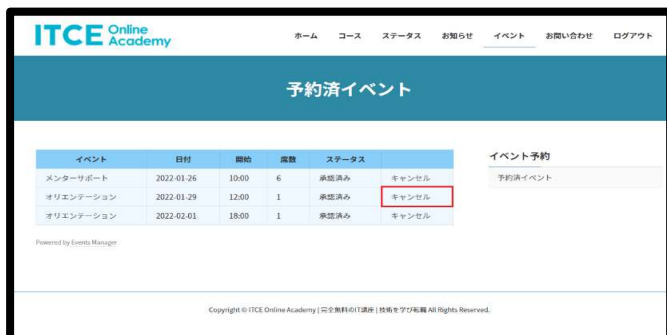 ITCE Online Academy
ホーム コース ステータス お知らせ イベント お問い合わせ ログアウト
予約済イベント
イベント 日付 開始 席数 ステータス
メンターサポート 2022-01-26 10:00 6 承認済み キャンセル
オリエンテーション 2022-01-29 12:00 1 承認済み キャンセル
オリエンテーション 2022-02-01 18:00 1 承認済み キャンセル
Powered by Events Manager
イベント予約
予約済イベント
Copyright © ITCE Online Academy | 完全無料のIT講座 | 技術を学び転職 All Rights Reserved.